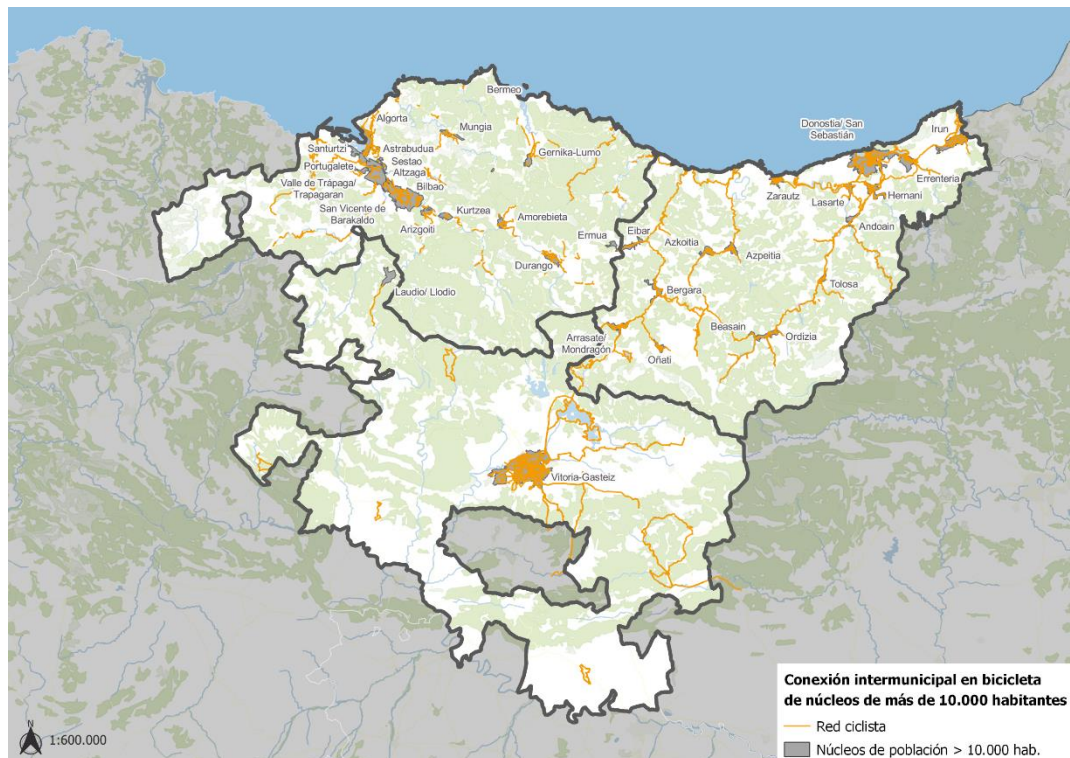 Bermeo
Algorta
Mungia
Donostia/ San
Sebastián
Irun
Santurtzi
Astrabudua
Gernika-Lumo
Portugalete
Sestao
Altzaga
Errenteria
Valle de Trápaga/
Trapagaran
Bilbao
Zarautz
Lasarte
Hernani
San Vicente de
Barakaldo
Kurtzea
Amorebieta
Arizgoiti
Ermua
Eibar
Azkoitia
Andoain
Azpeitia
Durango
Laudio/ Llodio
Bergara
Tolosa
Arrasate/
Mondragón
Beasain
Ordizia
Oñati
Vitoria-Gasteiz
Conexión intermunicipal en bicicleta
de núcleos de más de 10.000 habitantes
Red ciclista
Núcleos de población > 10.000 hab.
N
1:600.000